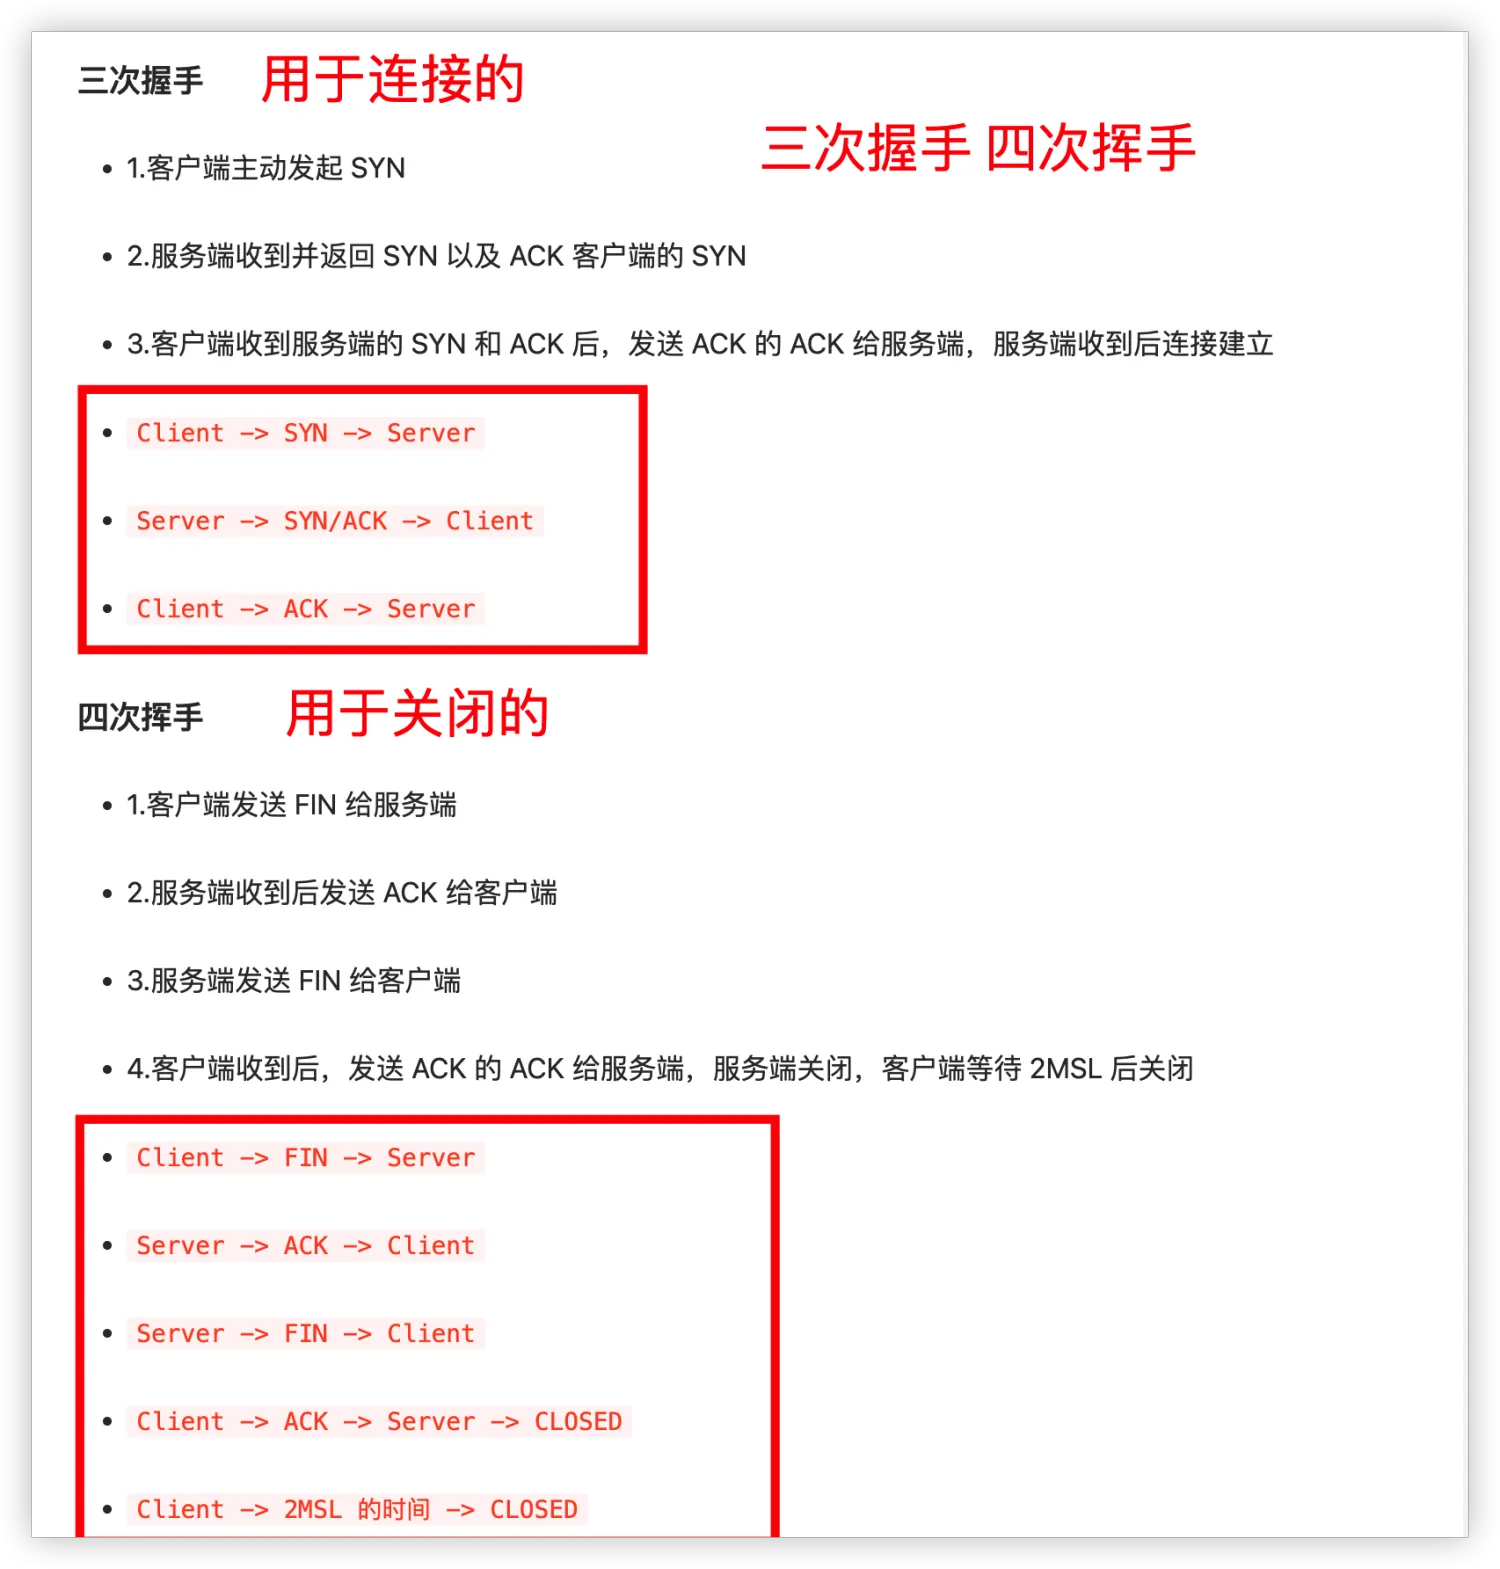 三次握手 用于连接的
三次握手 四次挥手
1.客户端主动发起 SYN
2.服务端收到并返回 SYN 以及 ACK 客户端的 SYN
3.客户端收到服务端的 SYN 和 ACK 后，发送 ACK 的 ACK 给服务端，服务端收到后连接建立
Client -> SYN -> Server
Server -> SYN/ACK -> Client
Client -> ACK -> Server
四次挥手 用于关闭的
1.客户端发送 FIN 给服务端
2.服务端收到后发送 ACK 给客户端
3.服务端发送 FIN 给客户端
4.客户端收到后，发送 ACK 的 ACK 给服务端，服务端关闭，客户端等待 2MSL 后关闭
Client -> FIN -> Server
Server -> ACK -> Client
Server -> FIN -> Client
Client -> ACK -> Server -> CLOSED
Client -> 2MSL 的时间 -> CLOSED